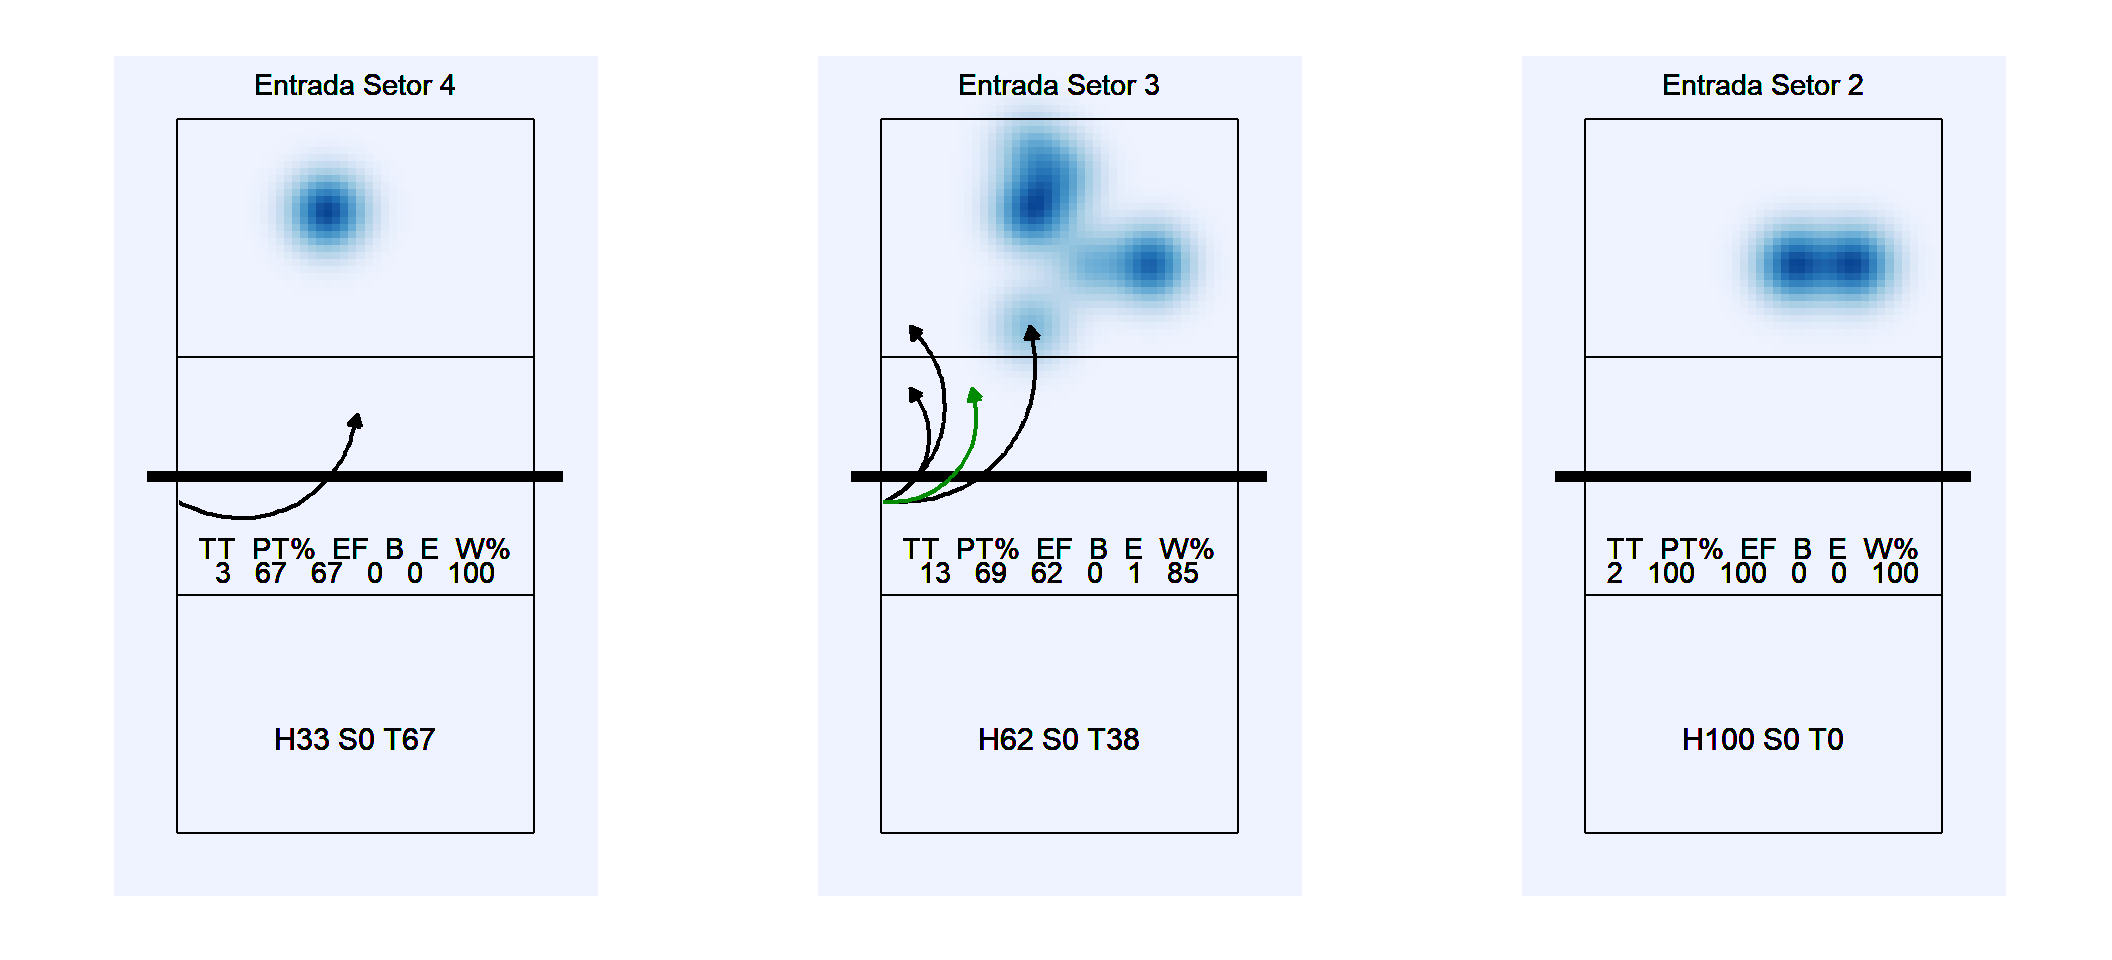 Entrada Setor 4
TT PT% EF B E W%
3 67 67 0 0 100
H33 S0 T67
Entrada Setor 3
TT PT% EF B E W%
13 69 62 0 1 85
H62 S0 T38
Entrada Setor 2
TT PT% EF B E W%
2 100 100 0 0 100
H100 S0 T0